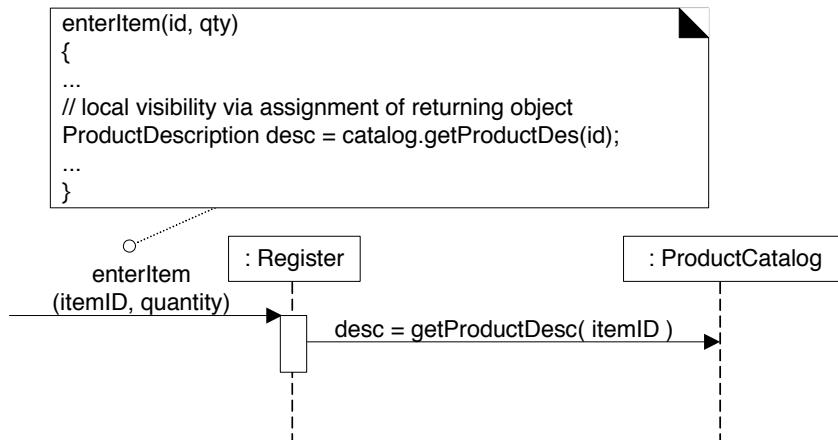 enterItem(id, qty)
{
...
// local visibility via assignment of returning object
ProductDescription desc = catalog.getProductDes(id);
...
}
enterItem
(itemID, quantity)
: Register
: ProductCatalog
desc = getProductDesc( itemID )